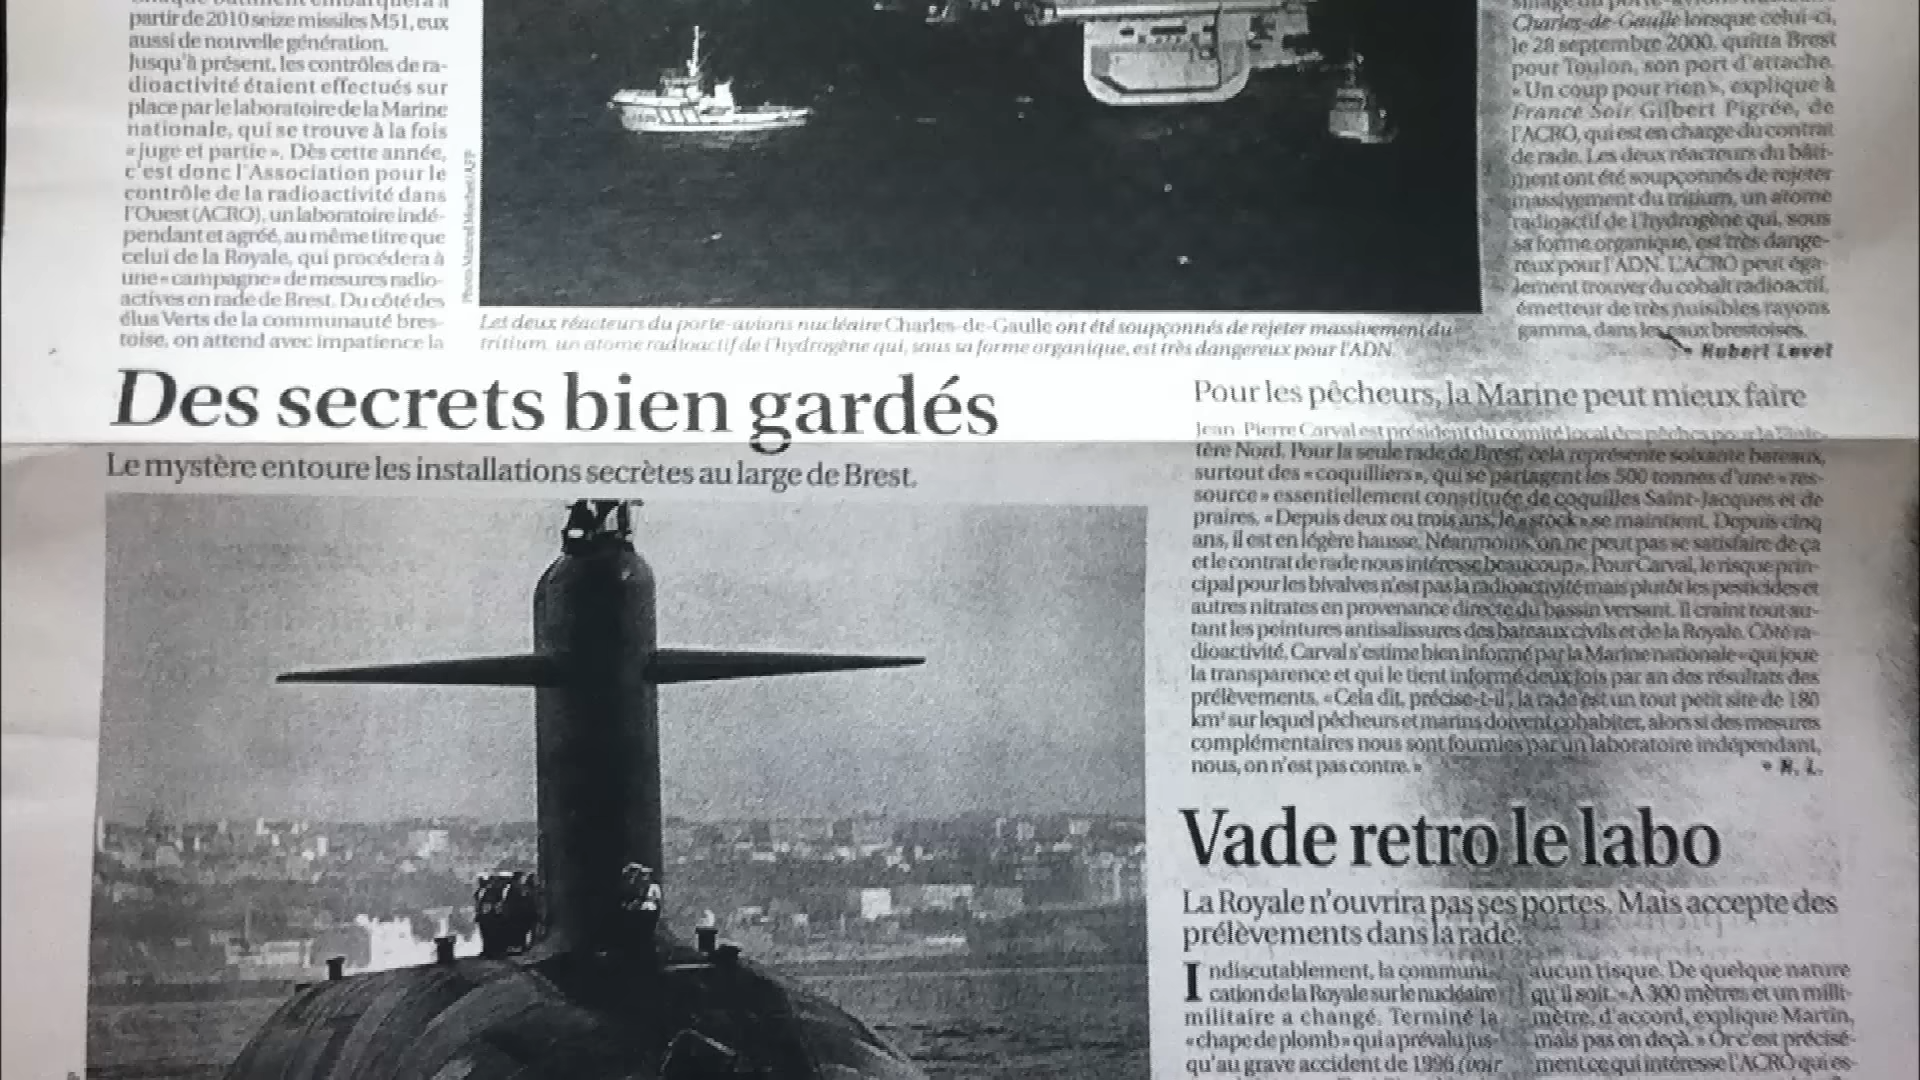 partir de 2010 seize missiles M51, eux
aussi de nouvelle génération.
Jusqu'à présent, les contrôles de ra-
dioactivité étaient effectués sur
place par le laboratoire de la Marine
nationale, qui se trouve à la fois
« juge et partie ». Dès cette année,
c'est donc l'Association pour le
contrôle de la radioactivité dans
l'Ouest (ACRO), un laboratoire indé-
pendant et agréé, au même titre que
celui de la Royale, qui procédera à
une « campagne » de mesures radio-
actives en rade de Brest. Du côté des
élus Verts de la communauté bres-
toise, on attend avec impatience la
Les deux réacteurs du porte-avions nucléaire Charles-de-Gaulle ont été soupçonnés de rejeter massivement du
tritium, un atome radioactif de l'hydrogène qui, sous sa forme organique, est très dangereux pour l'ADN.
Charles-de-Gaulle lorsque celui-ci,
le 28 septembre 2000, quitta Brest
pour Toulon, son port d'attache.
« Un coup pour rien », explique à
France Soir Gilbert Pigrée, de
l'ACRO, qui est en charge du contrat
de rade. Les deux réacteurs du bâti-
ment ont été soupçonnés de rejeter
massivement du tritium, un atome
radioactif de l'hydrogène qui, sous
sa forme organique, est très dange-
reux pour l'ADN. L'ACRO peut éga-
lement trouver du cobalt radioactif,
émetteur de très nuisibles rayons
gamma, dans les eaux brestoises.
• Hubert Levet
Des secrets bien gardés
Le mystère entoure les installations secrètes au large de Brest.
Pour les pêcheurs, la Marine peut mieux faire
Jean-Pierre Carval est président du comité local des pêches pour le Finis-
tère Nord. Pour la seule rade de Brest, cela représente soixante bateaux,
surtout des « coquilliers », qui se partagent les 500 tonnes d'une « res-
source » essentiellement constituée de coquilles Saint-Jacques et de
praires. « Depuis deux ou trois ans, le « stock » se maintient. Depuis cinq
ans, il est en légère hausse. Néanmoins, on ne peut pas se satisfaire de ça
et le contrat de rade nous intéresse beaucoup ». Pour Carval, le risque prin-
cipal pour les bivalves n'est pas la radioactivité mais plutôt les pesticides et
autres nitrates en provenance directe du bassin versant. Il craint tout au-
tant les peintures antisalissures des bateaux civils et de la Royale. Côté ra-
dioactivité, Carval s'estime bien informé par la Marine nationale « qui joue
la transparence et qui le tient informé deux fois par an des résultats des
prélèvements. « Cela dit, précise-t-il, la rade est un tout petit site de 180
km² sur lequel pêcheurs et marins doivent cohabiter, alors si des mesures
complémentaires nous sont fournies par un laboratoire indépendant,
nous, on n'est pas contre. »
• H. L.
Vade retro le labo
La Royale n'ouvrira pas ses portes. Mais accepte des
prélèvements dans la rade.
Indiscutablement, la communi-
cation de la Royale sur le nucléaire
militaire a changé. Terminé la
« chape de plomb » qui a prévalu jus-
qu'au grave accident de 1996 (voir
aucun risque. De quelque nature
qu'il soit. « A 300 mètres et un milli-
mètre, d'accord, explique Martin,
mais pas en deçà. » Or c'est précisé-
ment ce qui intéresse l'ACRO qui es-